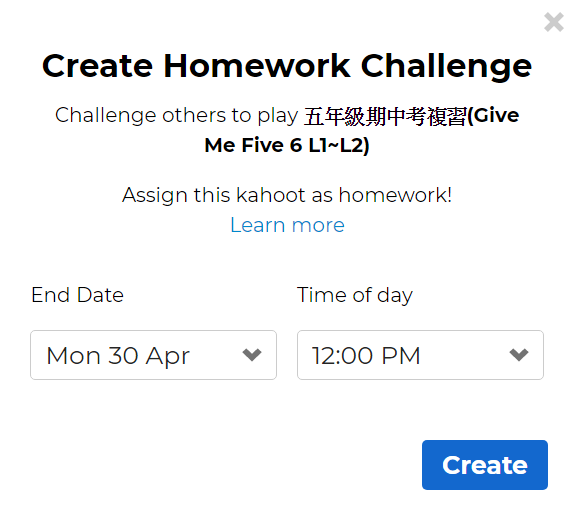 Create Homework Challenge
Challenge others to play 五年級期中考複習(Give
Me Five 6 L1~L2)
Assign this kahoot as homework!
Learn more
End Date Time of day
Mon 30 Apr 12:00 PM
Create